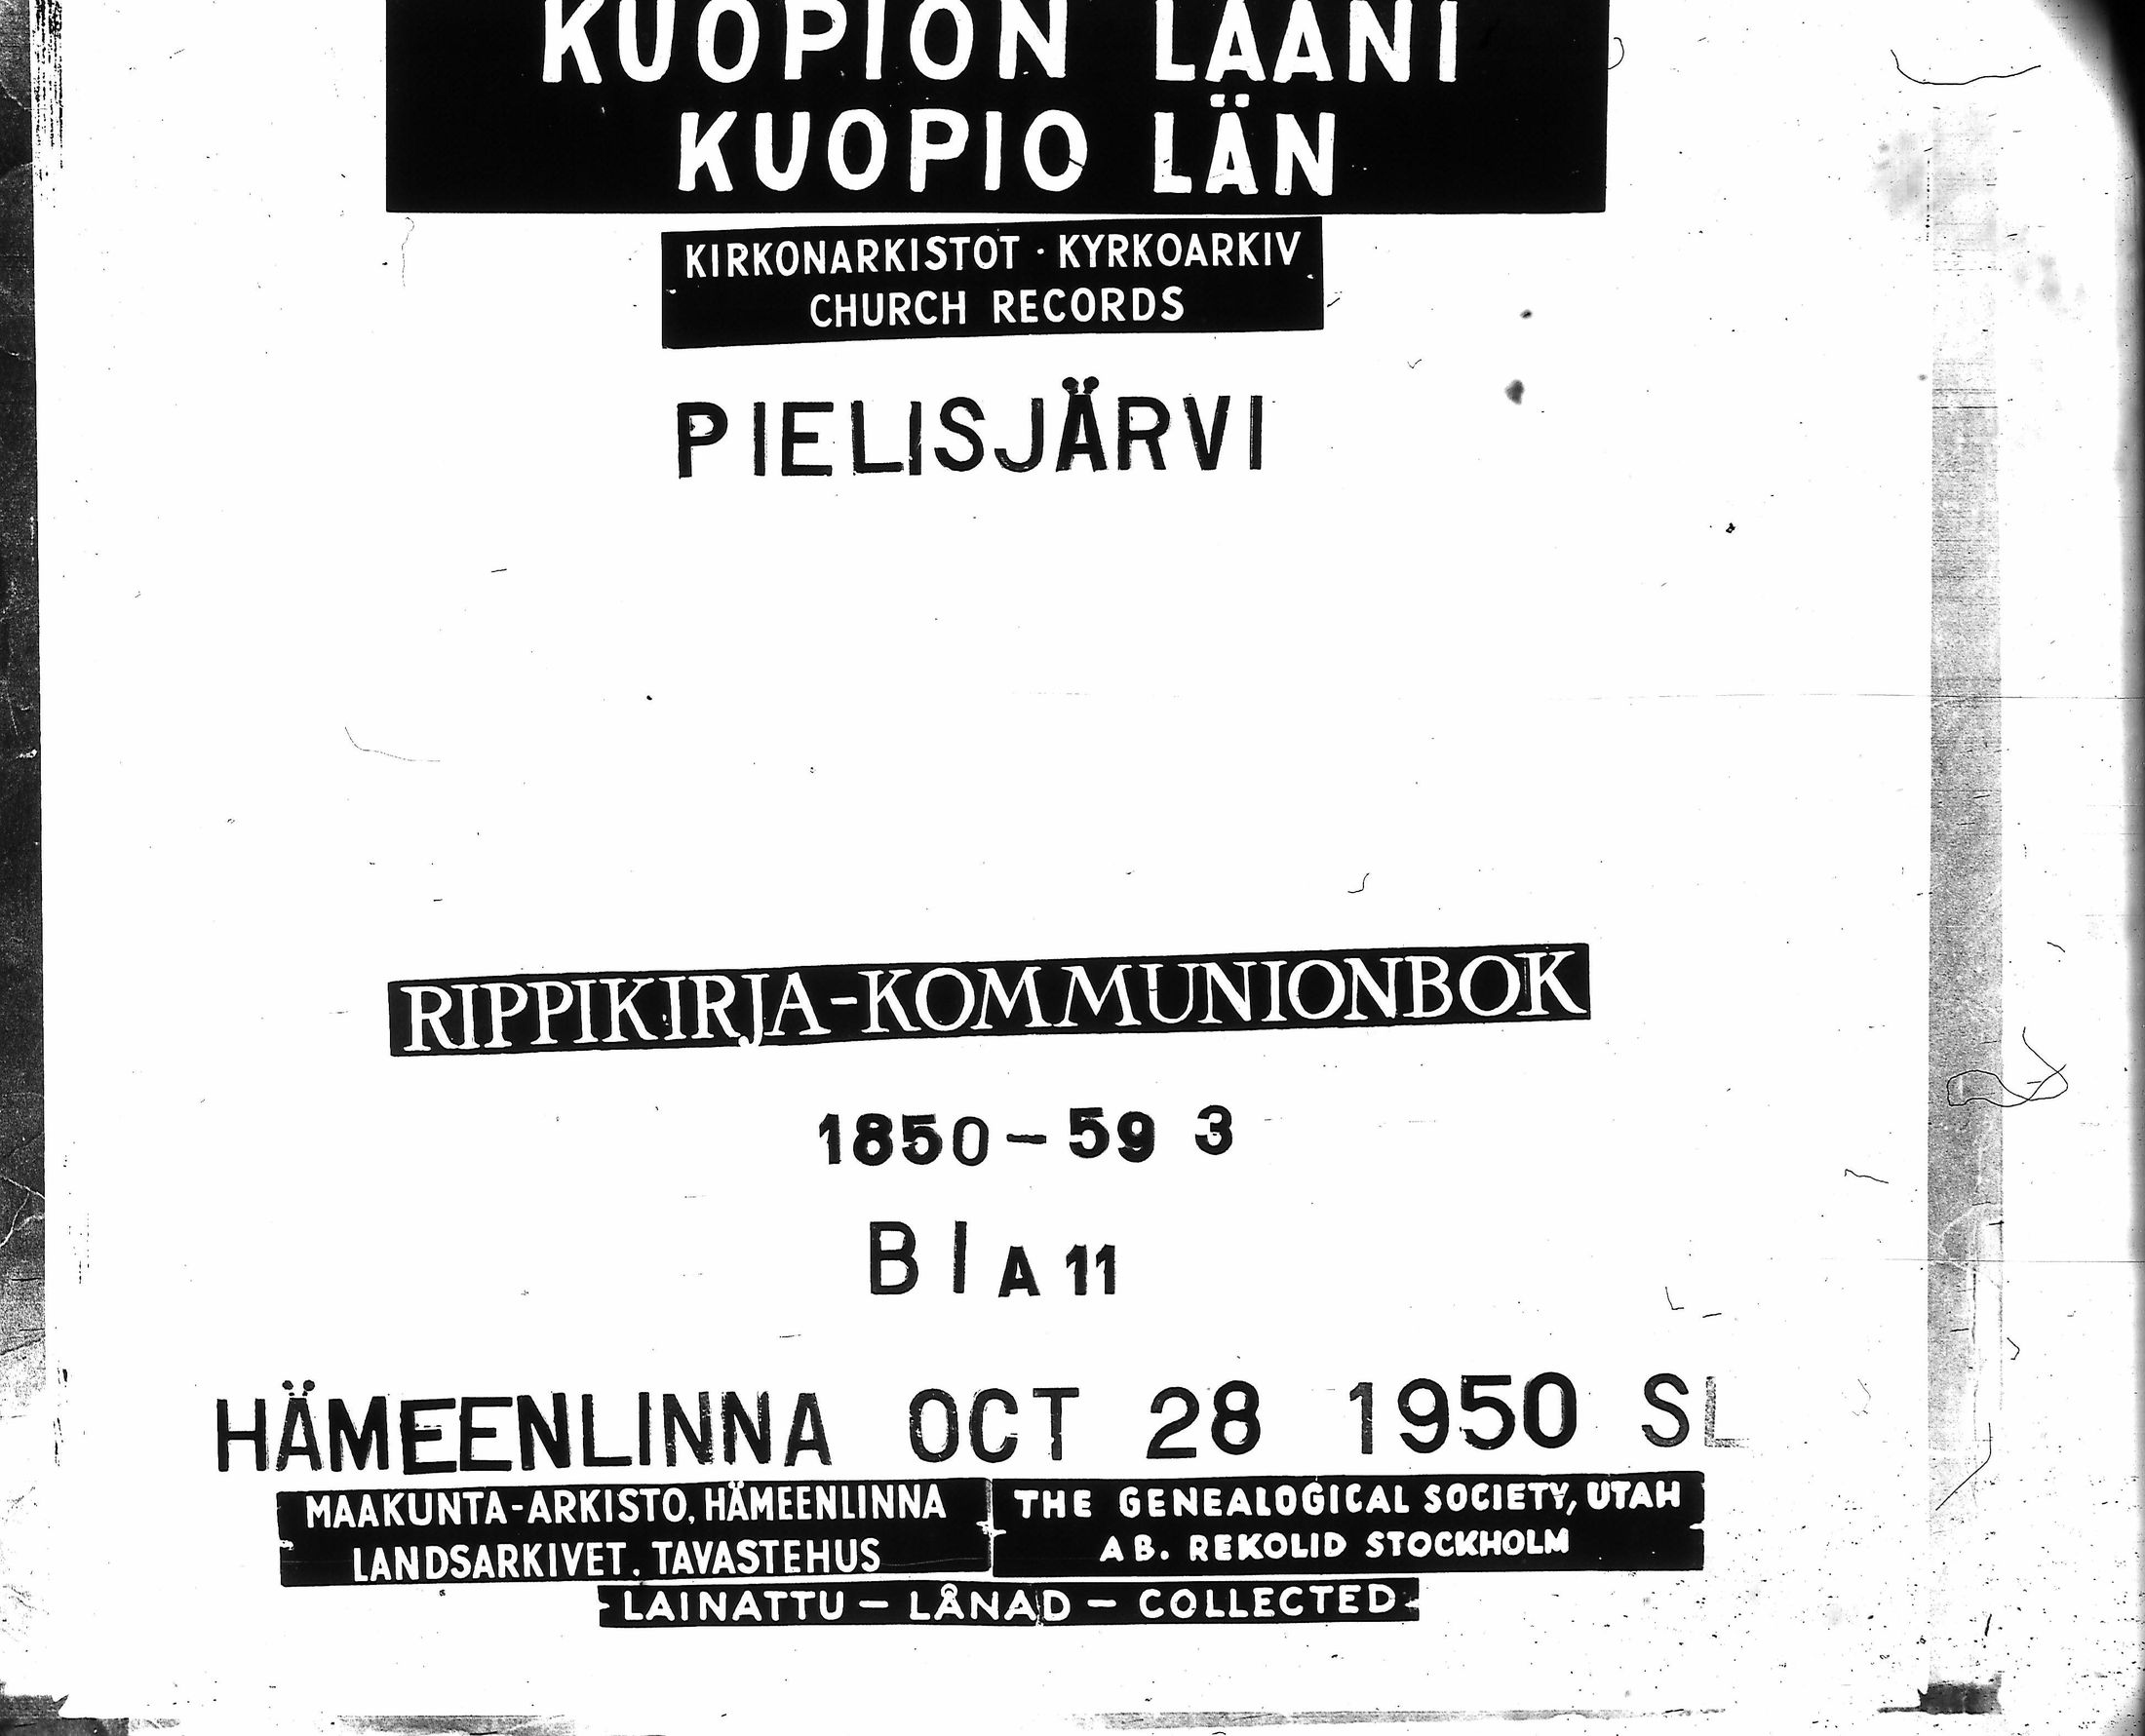 KUOPION LÄÄNI
KUOPIO LÄN
KIRKONARKISTOT · KYRKOARKIV
CHURCH RECORDS
PIELISJÄRVI
RIPPIKIRJA-KOMMUNIONBOK
1850-59 3
B I A 11
HÄMEENLINNA OCT 28 1950 SL
MAAKUNTA-ARKISTO, HÄMEENLINNA
LANDSARKIVET, TAVASTEHUS
THE GENEALOGICAL SOCIETY, UTAH
AB. REKOLID STOCKHOLM
LAINATTU - LÅNAD - COLLECTED